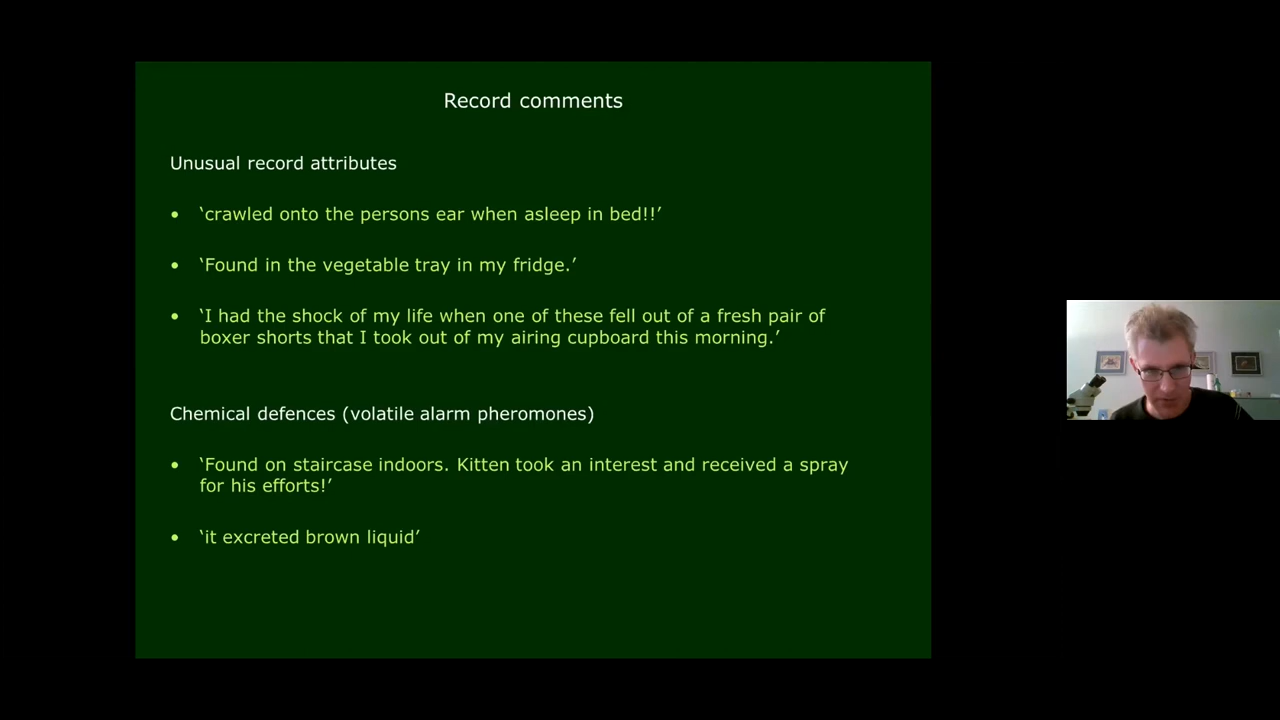 Record comments
Unusual record attributes
• ‘crawled onto the persons ear when asleep in bed!!’
• ‘Found in the vegetable tray in my fridge.’
• ‘I had the shock of my life when one of these fell out of a fresh pair of
boxer shorts that I took out of my airing cupboard this morning.’
Chemical defences (volatile alarm pheromones)
• ‘Found on staircase indoors. Kitten took an interest and received a spray
for his efforts!’
• ‘it excreted brown liquid’